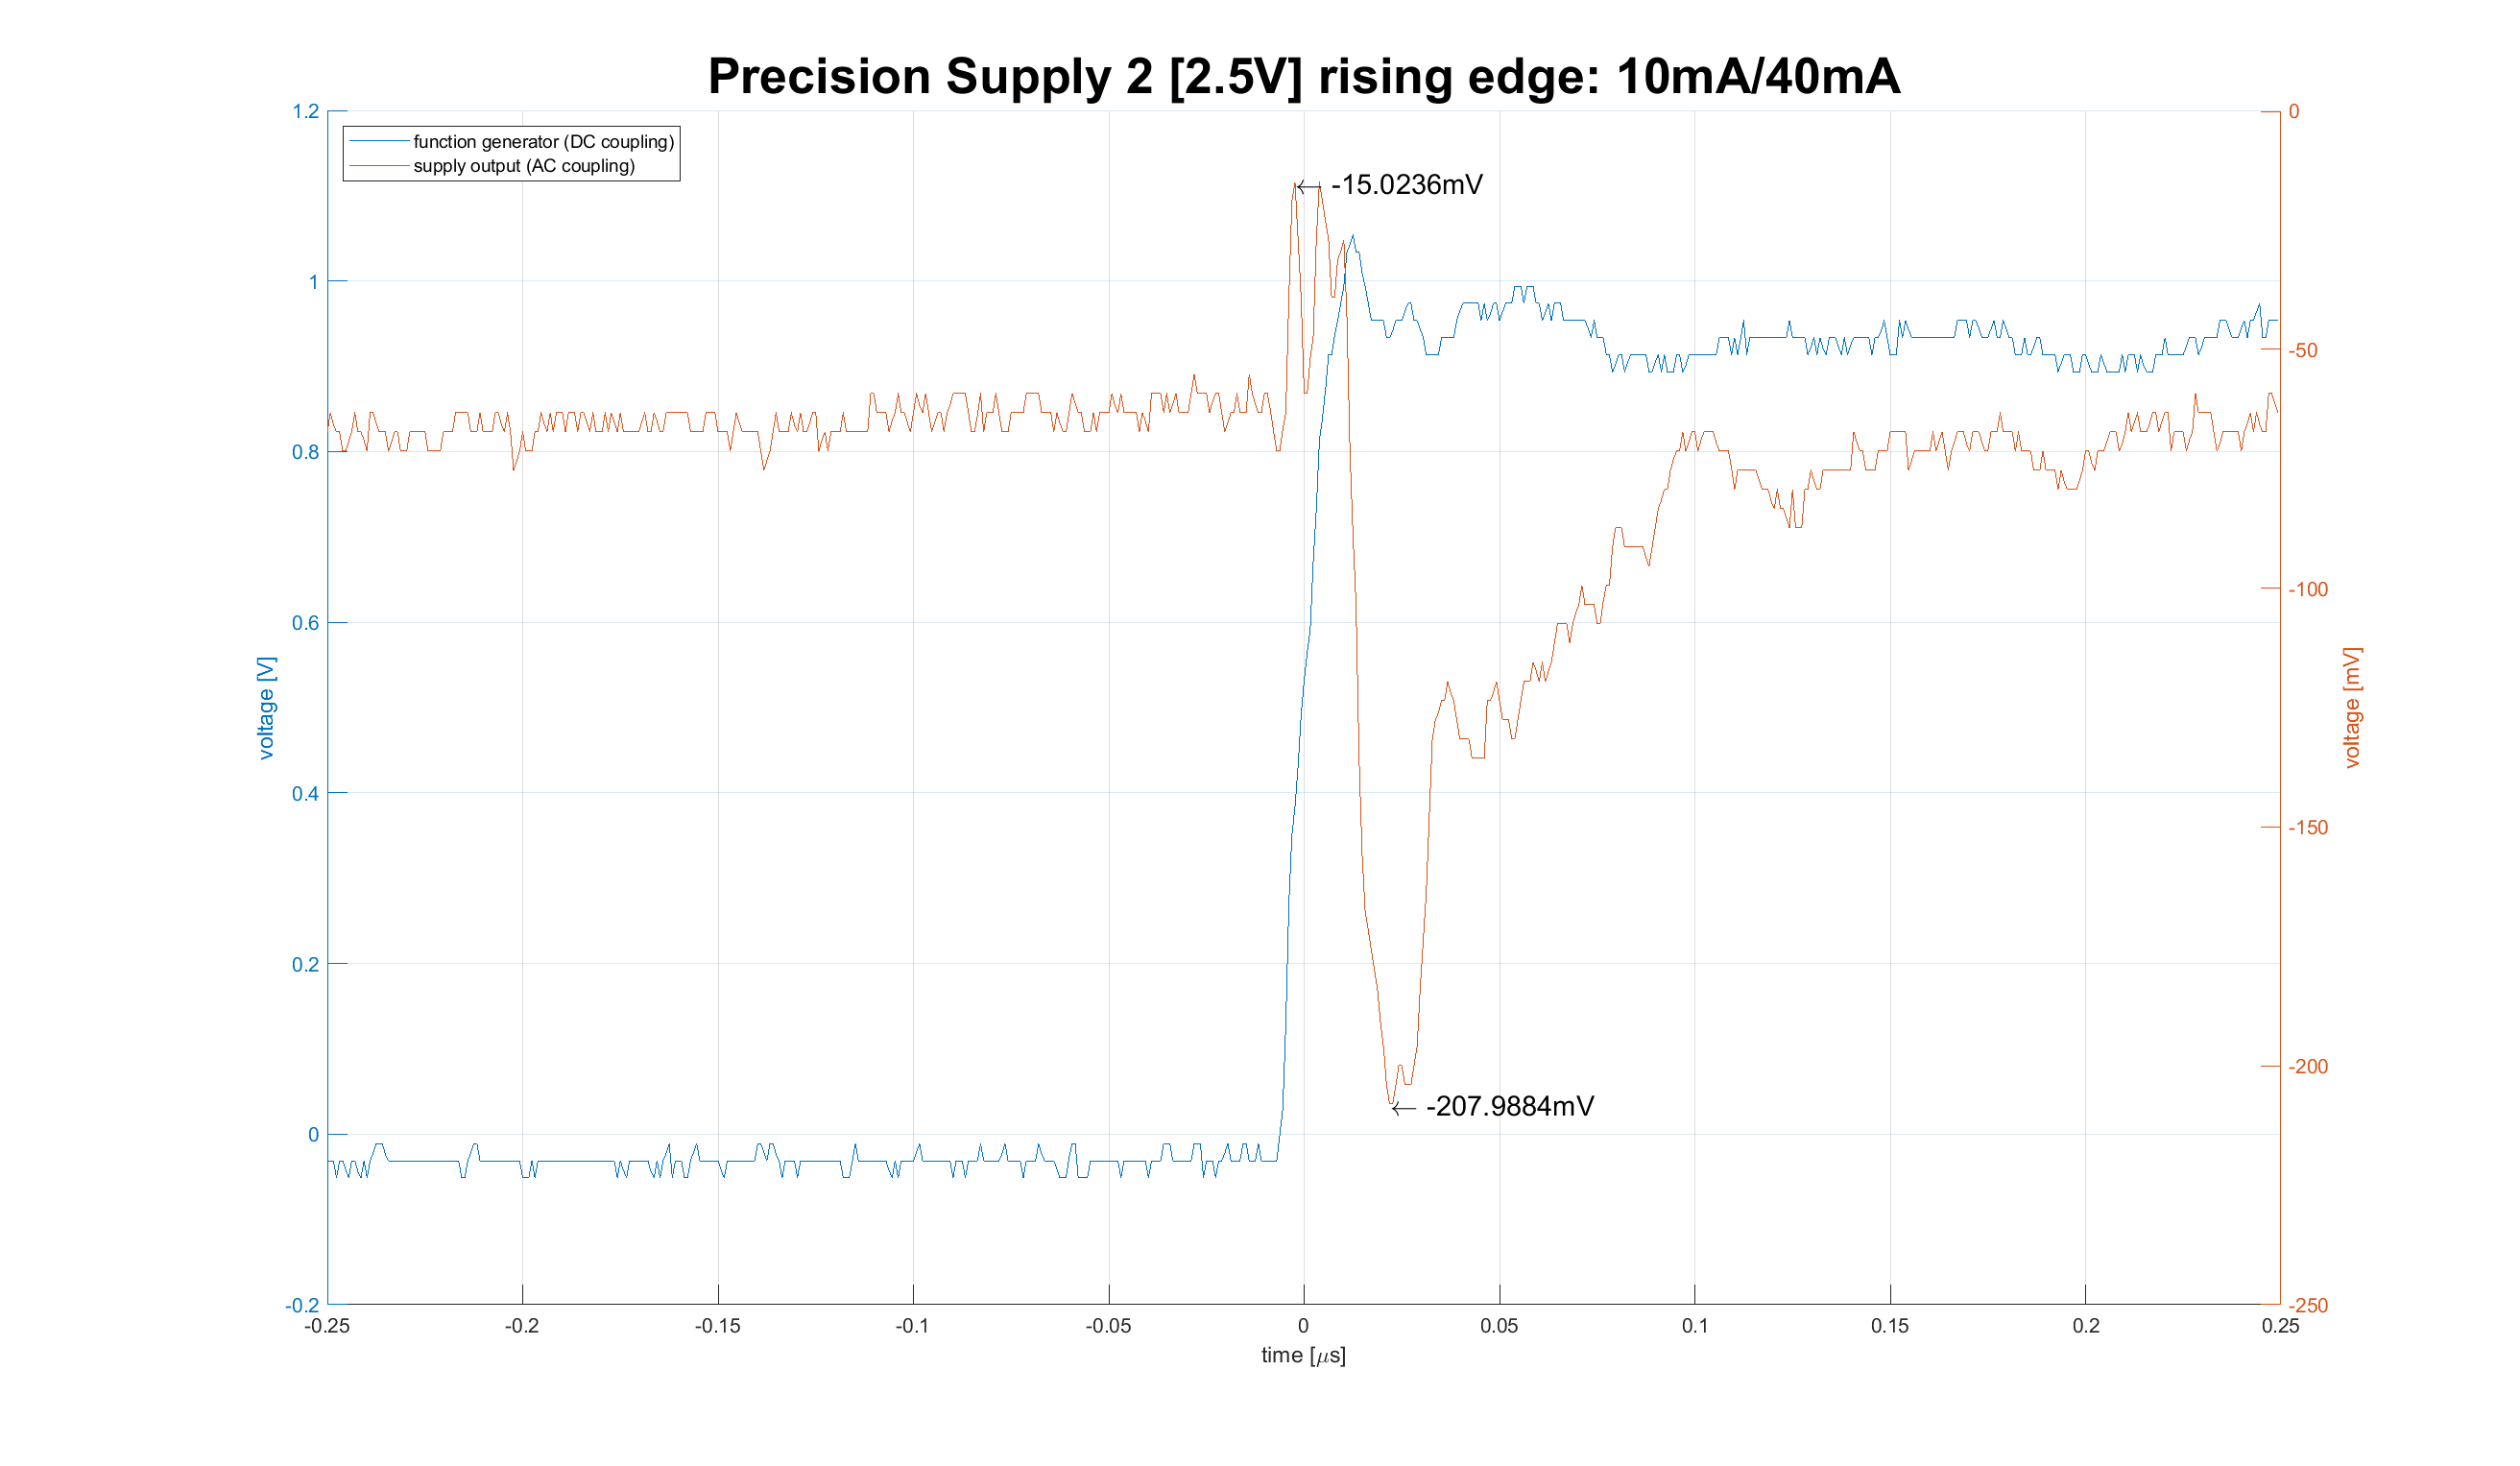 Precision Supply 2 [2.5V] rising edge: 10mA/40mA
function generator (DC coupling)
supply output (AC coupling)
← -15.0236mV
← -207.9884mV
voltage [V]
1.2
1
0.8
0.6
0.4
0.2
0
-0.2
voltage [mV]
0
-50
-100
-150
-200
-250
-0.25 -0.2 -0.15 -0.1 -0.05 0 0.05 0.1 0.15 0.2 0.25
time [μs]